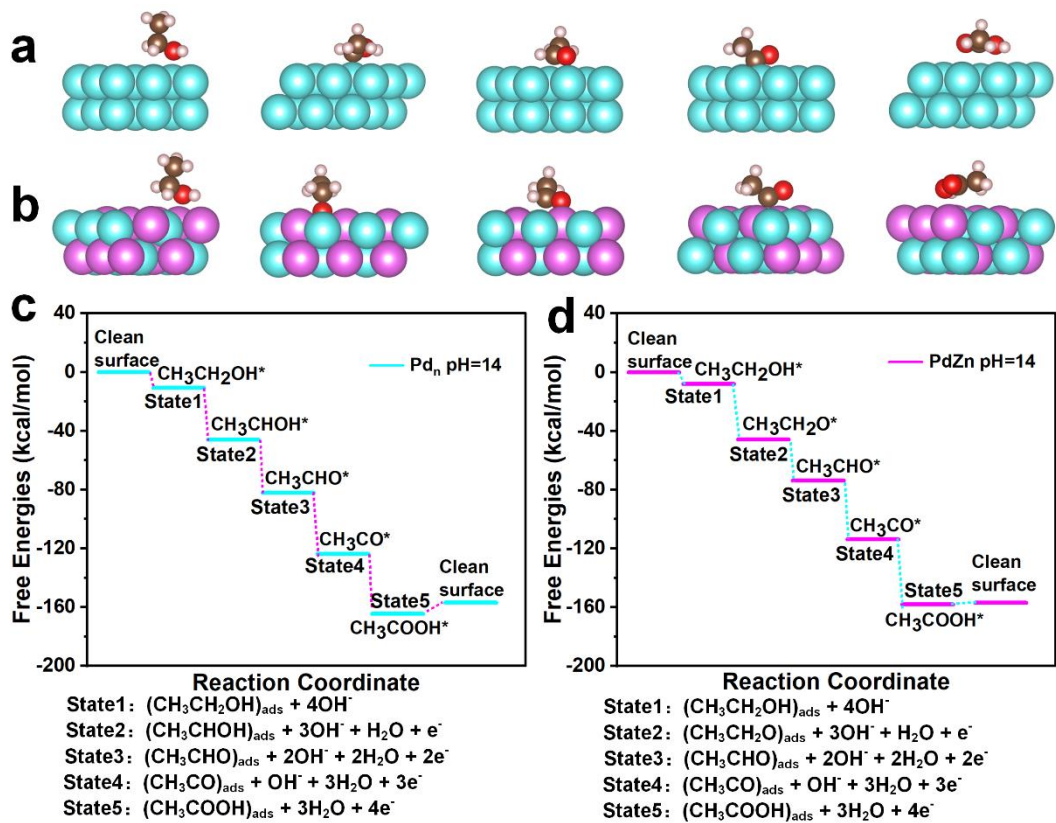 a
b
c
Free Energies (kcal/mol)
40
0
-40
-80
-120
-160
-200
Clean
surface
CH₃CH₂OH*
State1
CH₃CHOH*
State2
CH₃CHO*
State3
CH₃CO*
State4
State5
CH₃COOH*
Clean
surface
Pdₙ pH=14
Reaction Coordinate
State1: (CH₃CH₂OH)ads + 4OH⁻
State2: (CH₃CHOH)ads + 3OH⁻ + H₂O + e⁻
State3: (CH₃CHO)ads + 2OH⁻ + 2H₂O + 2e⁻
State4: (CH₃CO)ads + OH⁻ + 3H₂O + 3e⁻
State5: (CH₃COOH)ads + 3H₂O + 4e⁻
d
Free Energies (kcal/mol)
40
0
-40
-80
-120
-160
-200
Clean
surface
CH₃CH₂OH*
State1
CH₃CH₂O*
State2
CH₃CHO*
State3
CH₃CO*
State4
State5
CH₃COOH*
Clean
surface
PdZn pH=14
Reaction Coordinate
State1: (CH₃CH₂OH)ads + 4OH⁻
State2: (CH₃CH₂O)ads + 3OH⁻ + H₂O + e⁻
State3: (CH₃CHO)ads + 2OH⁻ + 2H₂O + 2e⁻
State4: (CH₃CO)ads + OH⁻ + 3H₂O + 3e⁻
State5: (CH₃COOH)ads + 3H₂O + 4e⁻